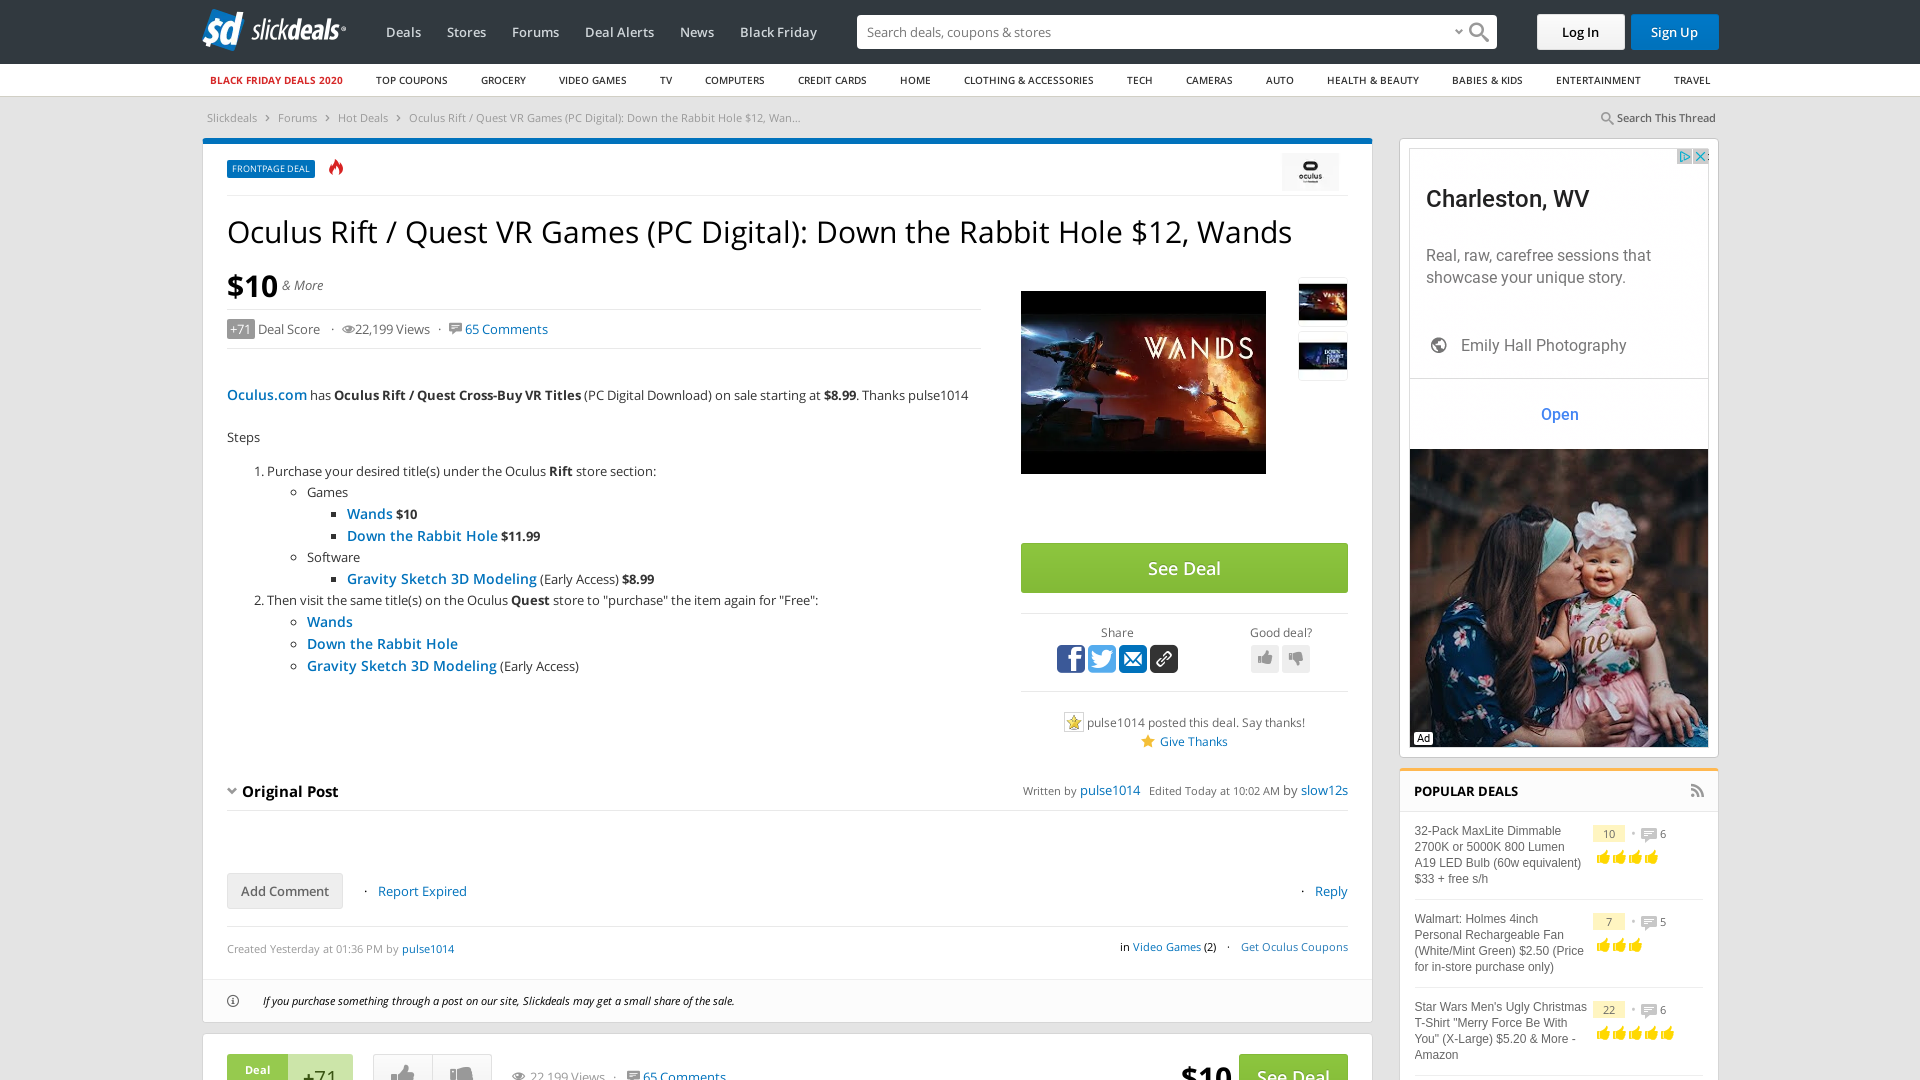 sd slickdeals
Deals Stores Forums Deal Alerts News Black Friday
Search deals, coupons & stores
Log In
Sign Up
BLACK FRIDAY DEALS 2020 TOP COUPONS GROCERY VIDEO GAMES TV COMPUTERS CREDIT CARDS HOME CLOTHING & ACCESSORIES TECH CAMERAS AUTO HEALTH & BEAUTY BABIES & KIDS ENTERTAINMENT TRAVEL
Slickdeals › Forums › Hot Deals › Oculus Rift / Quest VR Games (PC Digital): Down the Rabbit Hole $12, Wan...
Search This Thread
FRONTPAGE DEAL
oculus
Oculus Rift / Quest VR Games (PC Digital): Down the Rabbit Hole $12, Wands
$10 & More
+71 Deal Score · 22,199 Views · 65 Comments
WANDS
Oculus.com has Oculus Rift / Quest Cross-Buy VR Titles (PC Digital Download) on sale starting at $8.99. Thanks pulse1014
Steps
1. Purchase your desired title(s) under the Oculus Rift store section:
Games
Wands $10
Down the Rabbit Hole $11.99
Software
Gravity Sketch 3D Modeling (Early Access) $8.99
2. Then visit the same title(s) on the Oculus Quest store to "purchase" the item again for "Free":
Wands
Down the Rabbit Hole
Gravity Sketch 3D Modeling (Early Access)
See Deal
Share
Good deal?
pulse1014 posted this deal. Say thanks!
Give Thanks
Original Post
Written by pulse1014 Edited Today at 10:02 AM by slow12s
Add Comment · Report Expired
· Reply
Created Yesterday at 01:36 PM by pulse1014
in Video Games (2) · Get Oculus Coupons
If you purchase something through a post on our site, Slickdeals may get a small share of the sale.
Deal
+71
22,199 Views · 65 Comments
$10
See Deal
Charleston, WV
Real, raw, carefree sessions that
showcase your unique story.
Emily Hall Photography
Open
one
Ad
POPULAR DEALS
32-Pack MaxLite Dimmable
2700K or 5000K 800 Lumen
A19 LED Bulb (60w equivalent)
$33 + free s/h
10 • 6
Walmart: Holmes 4inch
Personal Rechargeable Fan
(White/Mint Green) $2.50 (Price
for in-store purchase only)
7 • 5
Star Wars Men's Ugly Christmas
T-Shirt "Merry Force Be With
You" (X-Large) $5.20 & More -
Amazon
22 • 6